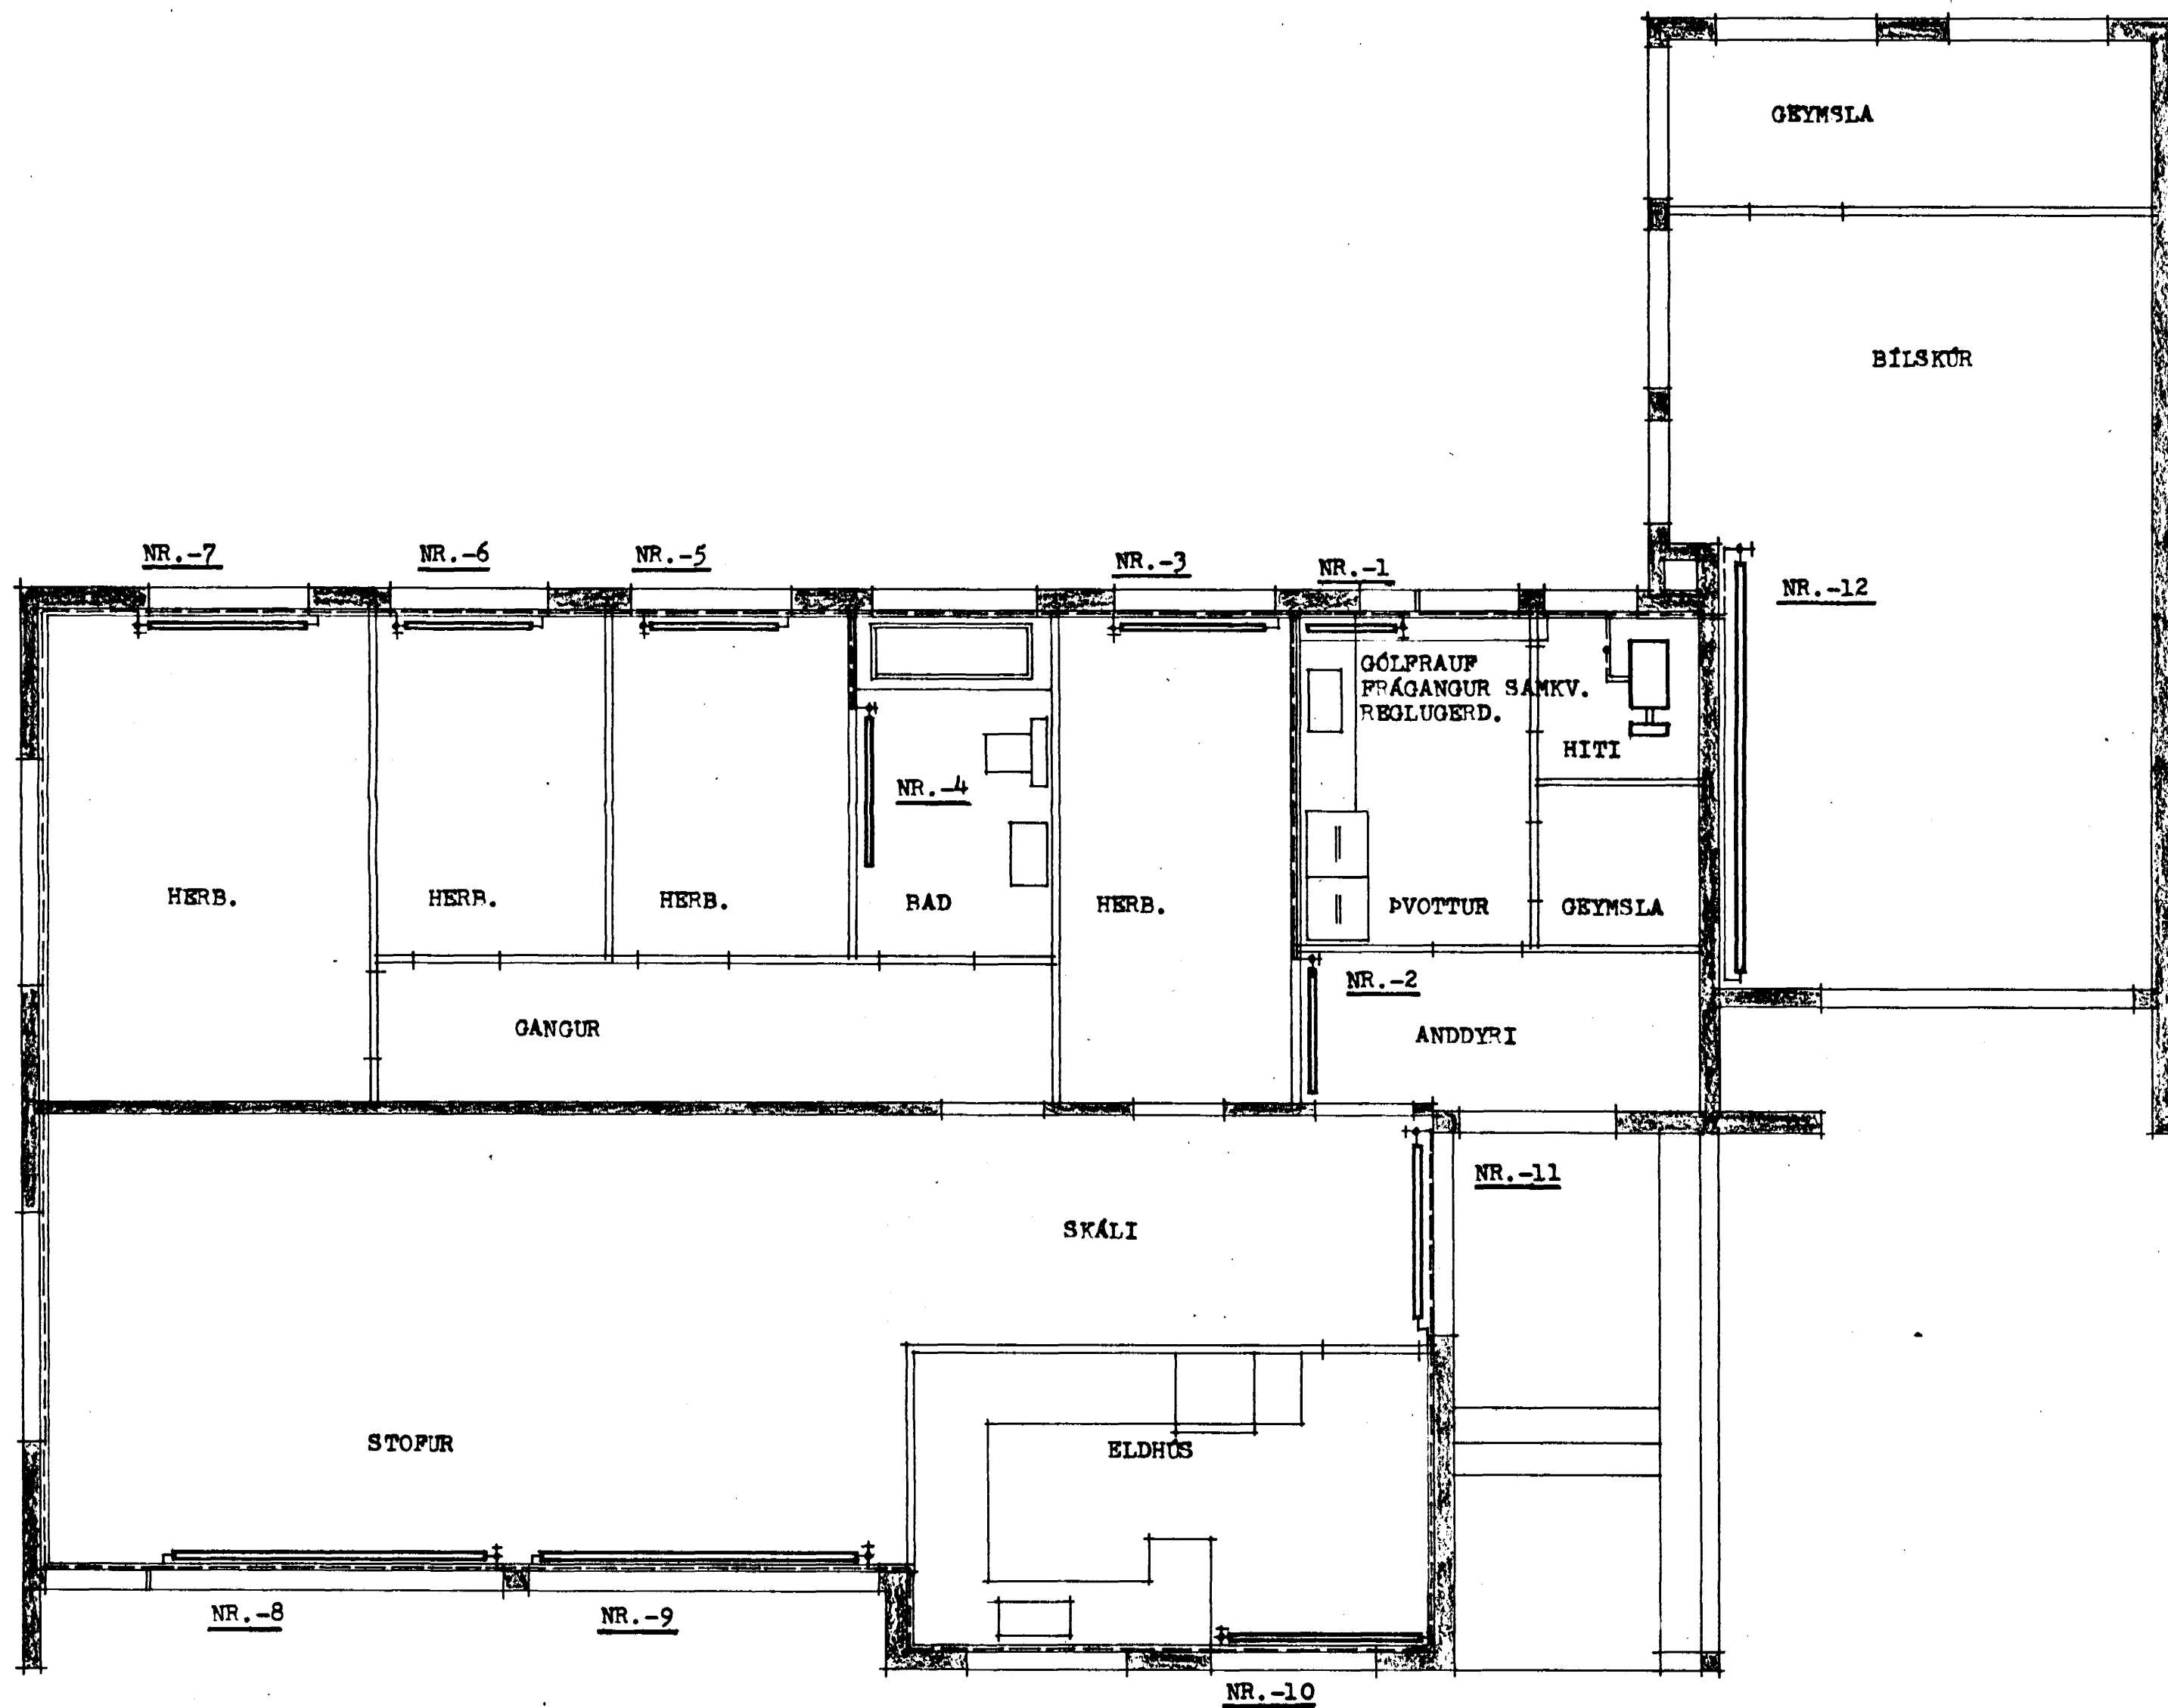 GEYMSLA
BÍLSKÚR
NR.-7
NR.-6
NR.-5
NR.-3
NR.-1
NR.-12
GÓLFRAUF
FRÁGANGUR SAMKV.
REGLUGERD.
HITI
NR.-4
HERB.
HERB.
HERB.
BAD
HERB.
ÞVOTTUR
GEYMSLA
NR.-2
GANGUR
ANDDYRI
NR.-11
SKÁLI
STOFUR
ELDHÚS
NR.-8
NR.-9
NR.-10